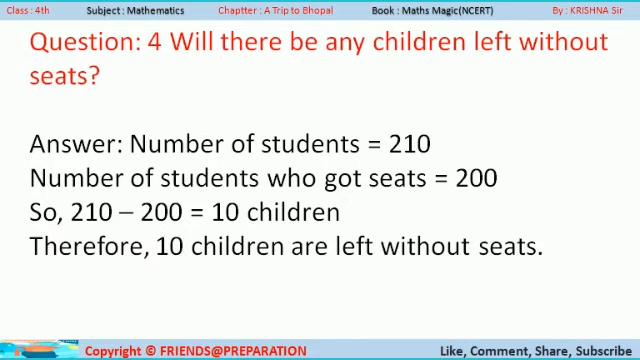 Class : 4th Subject : Mathematics Chaptter : A Trip to Bhopal Book : Maths Magic(NCERT) By : KRISHNA Sir
Question: 4 Will there be any children left without
seats?
Answer: Number of students = 210
Number of students who got seats = 200
So, 210 – 200 = 10 children
Therefore, 10 children are left without seats.
Copyright © FRIENDS@PREPARATION Like, Comment, Share, Subscribe